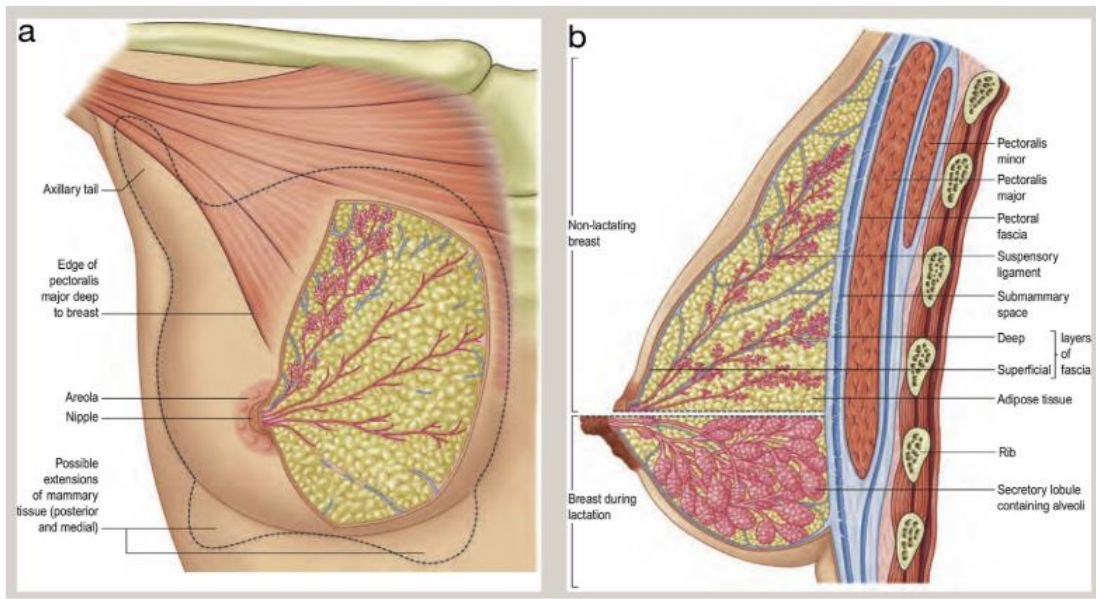 a
Axillary tail
Edge of
pectoralis
major deep
to breast
Areola
Nipple
Possible
extensions
of mammary
tissue (posterior
and medial)
b
Non-lactating
breast
Breast during
lactation
Pectoralis
minor
Pectoralis
major
Pectoral
fascia
Suspensory
ligament
Submammary
space
Deep
Superficial
layers
of
fascia
Adipose tissue
Rib
Secretory lobule
containing alveoli